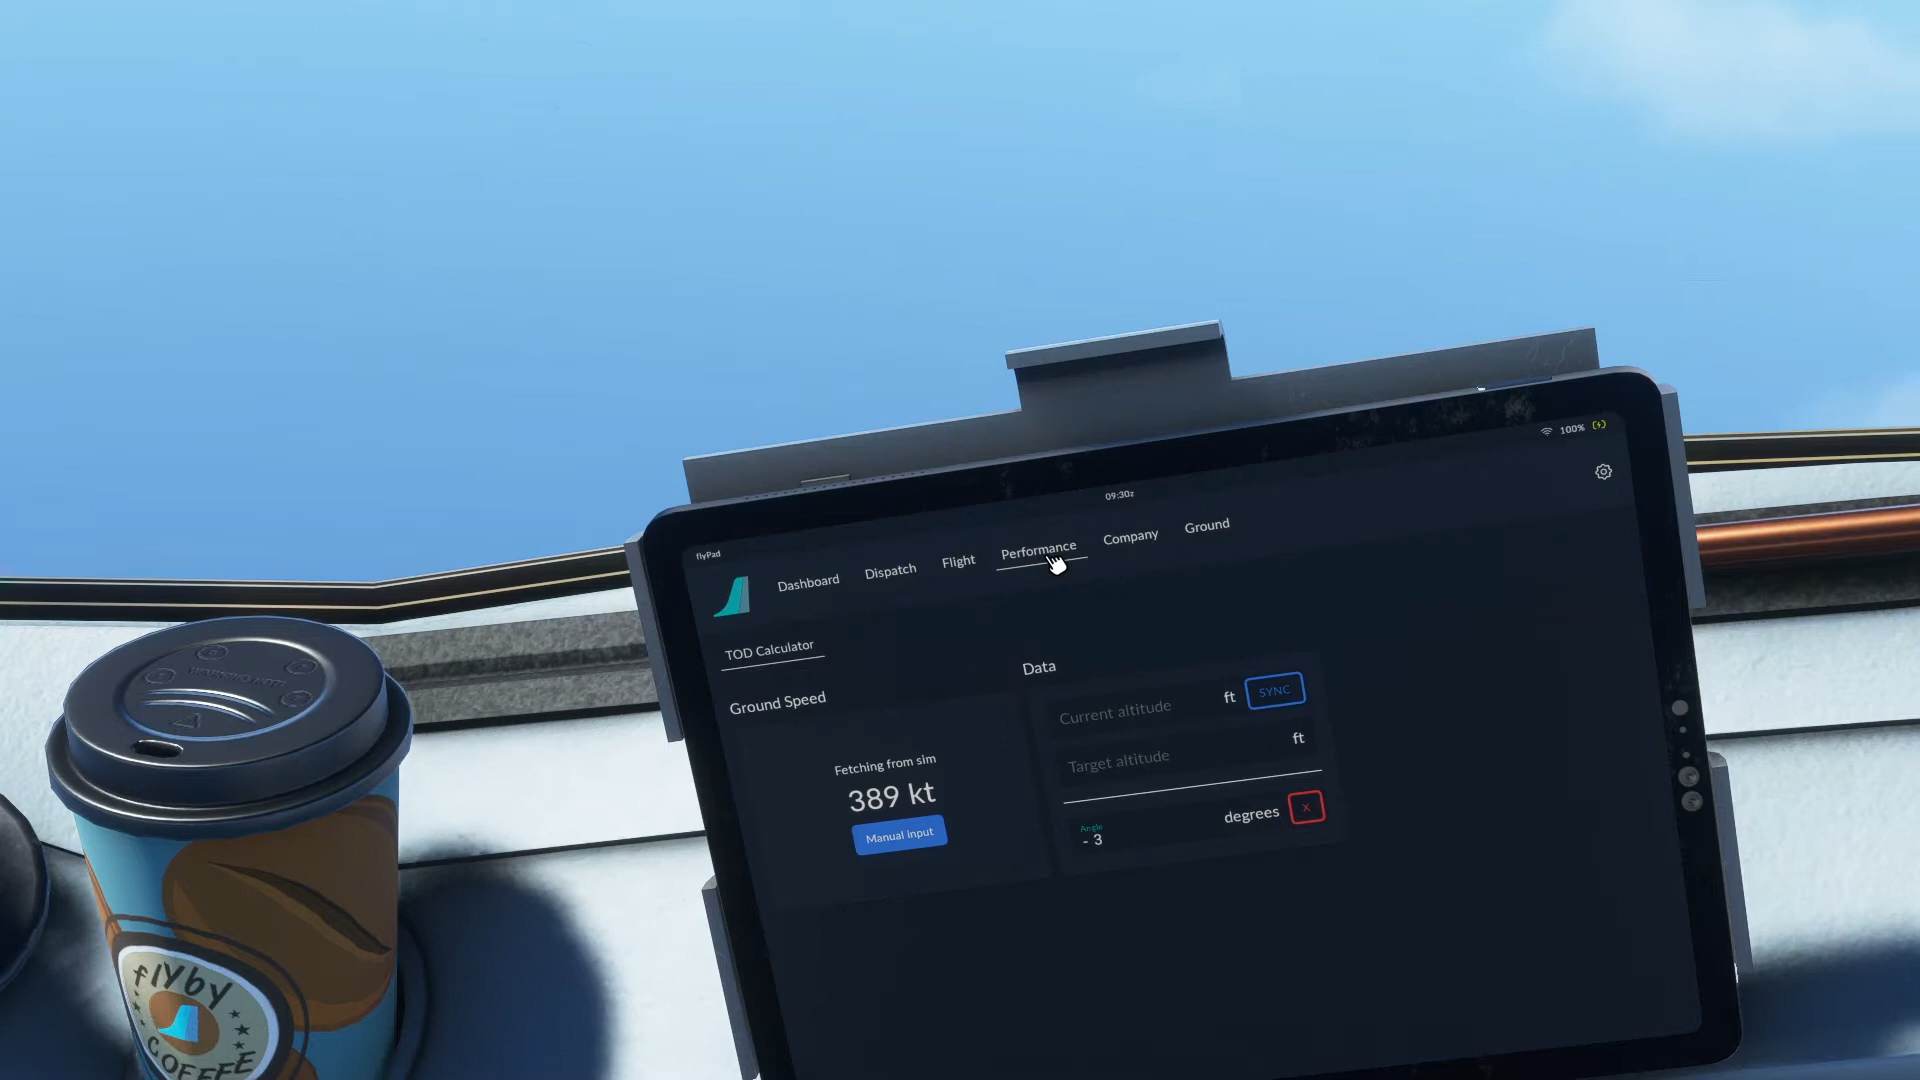 100%
09:30z
flyPad
Dashboard Dispatch Flight Performance Company Ground
TOD Calculator
Ground Speed
Fetching from sim
389 kt
Manual input
Data
Current altitude ft SYNC
Target altitude ft
Angle
- 3 degrees X
flyby
COFFEE